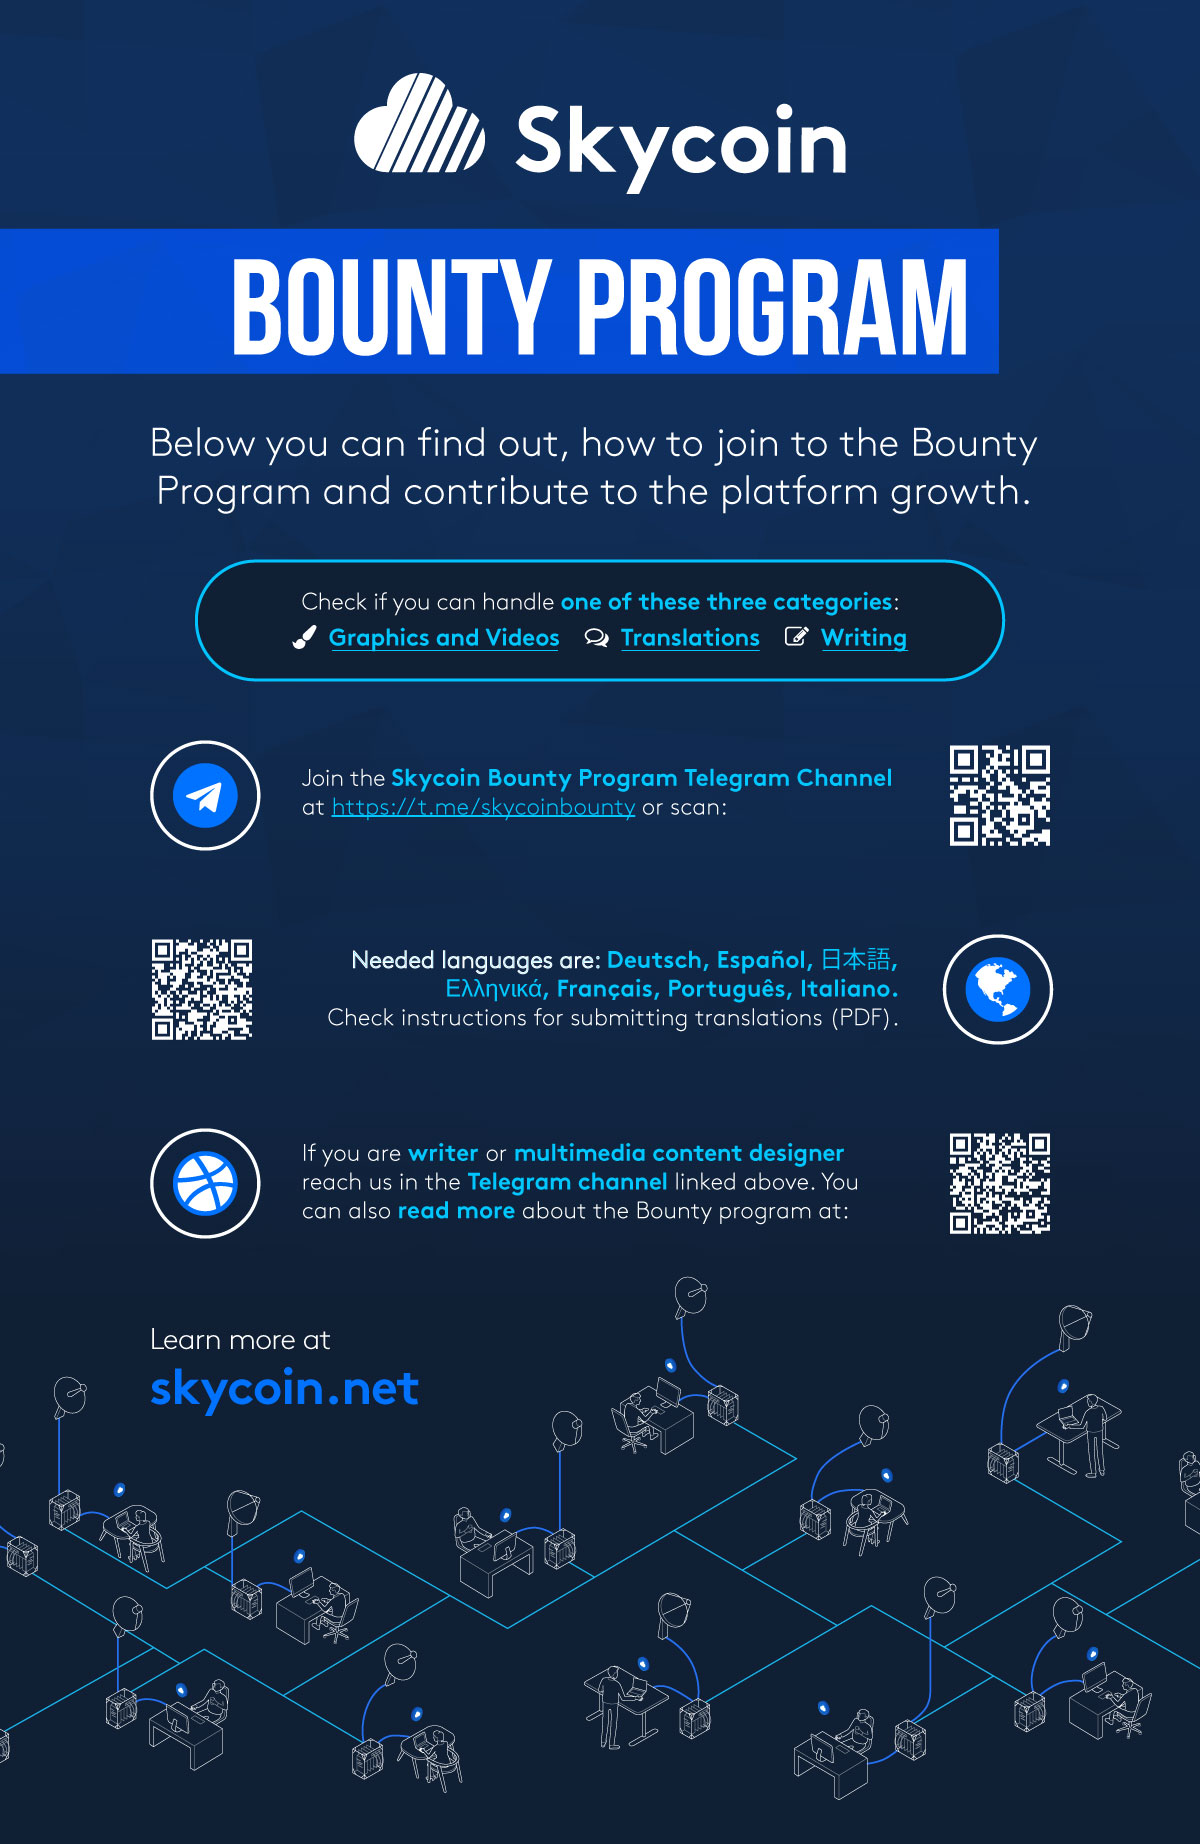 Skycoin
BOUNTY PROGRAM
Below you can find out, how to join to the Bounty
Program and contribute to the platform growth.
Check if you can handle one of these three categories:
Graphics and Videos Translations Writing
Join the Skycoin Bounty Program Telegram Channel
at https://t.me/skycoinbounty or scan:
Needed languages are: Deutsch, Español, 日本語,
Ελληνικά, Français, Português, Italiano.
Check instructions for submitting translations (PDF).
If you are writer or multimedia content designer
reach us in the Telegram channel linked above. You
can also read more about the Bounty program at:
Learn more at
skycoin.net